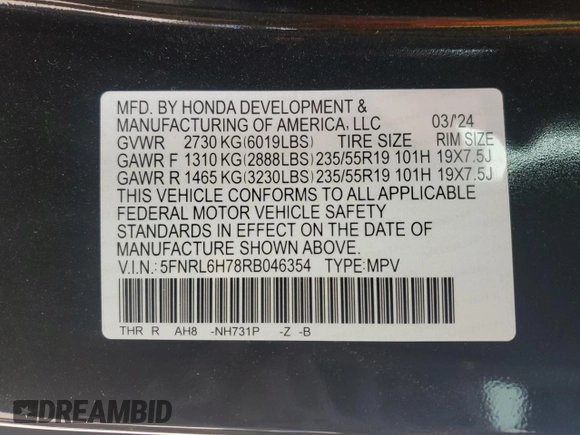 MFD. BY HONDA DEVELOPMENT &
MANUFACTURING OF AMERICA, LLC 03/'24
GVWR 2730 KG(6019LBS) TIRE SIZE RIM SIZE
GAWR F 1310 KG(2888LBS) 235/55R19 101H 19X7.5J
GAWR R 1465 KG(3230LBS) 235/55R19 101H 19X7.5J
THIS VEHICLE CONFORMS TO ALL APPLICABLE
FEDERAL MOTOR VEHICLE SAFETY
STANDARDS IN EFFECT ON THE DATE OF
MANUFACTURE SHOWN ABOVE.
V.I.N.: 5FNRL6H78RB046354 TYPE:MPV
THR R AH8 -NH731P -Z -B
DREAMBID